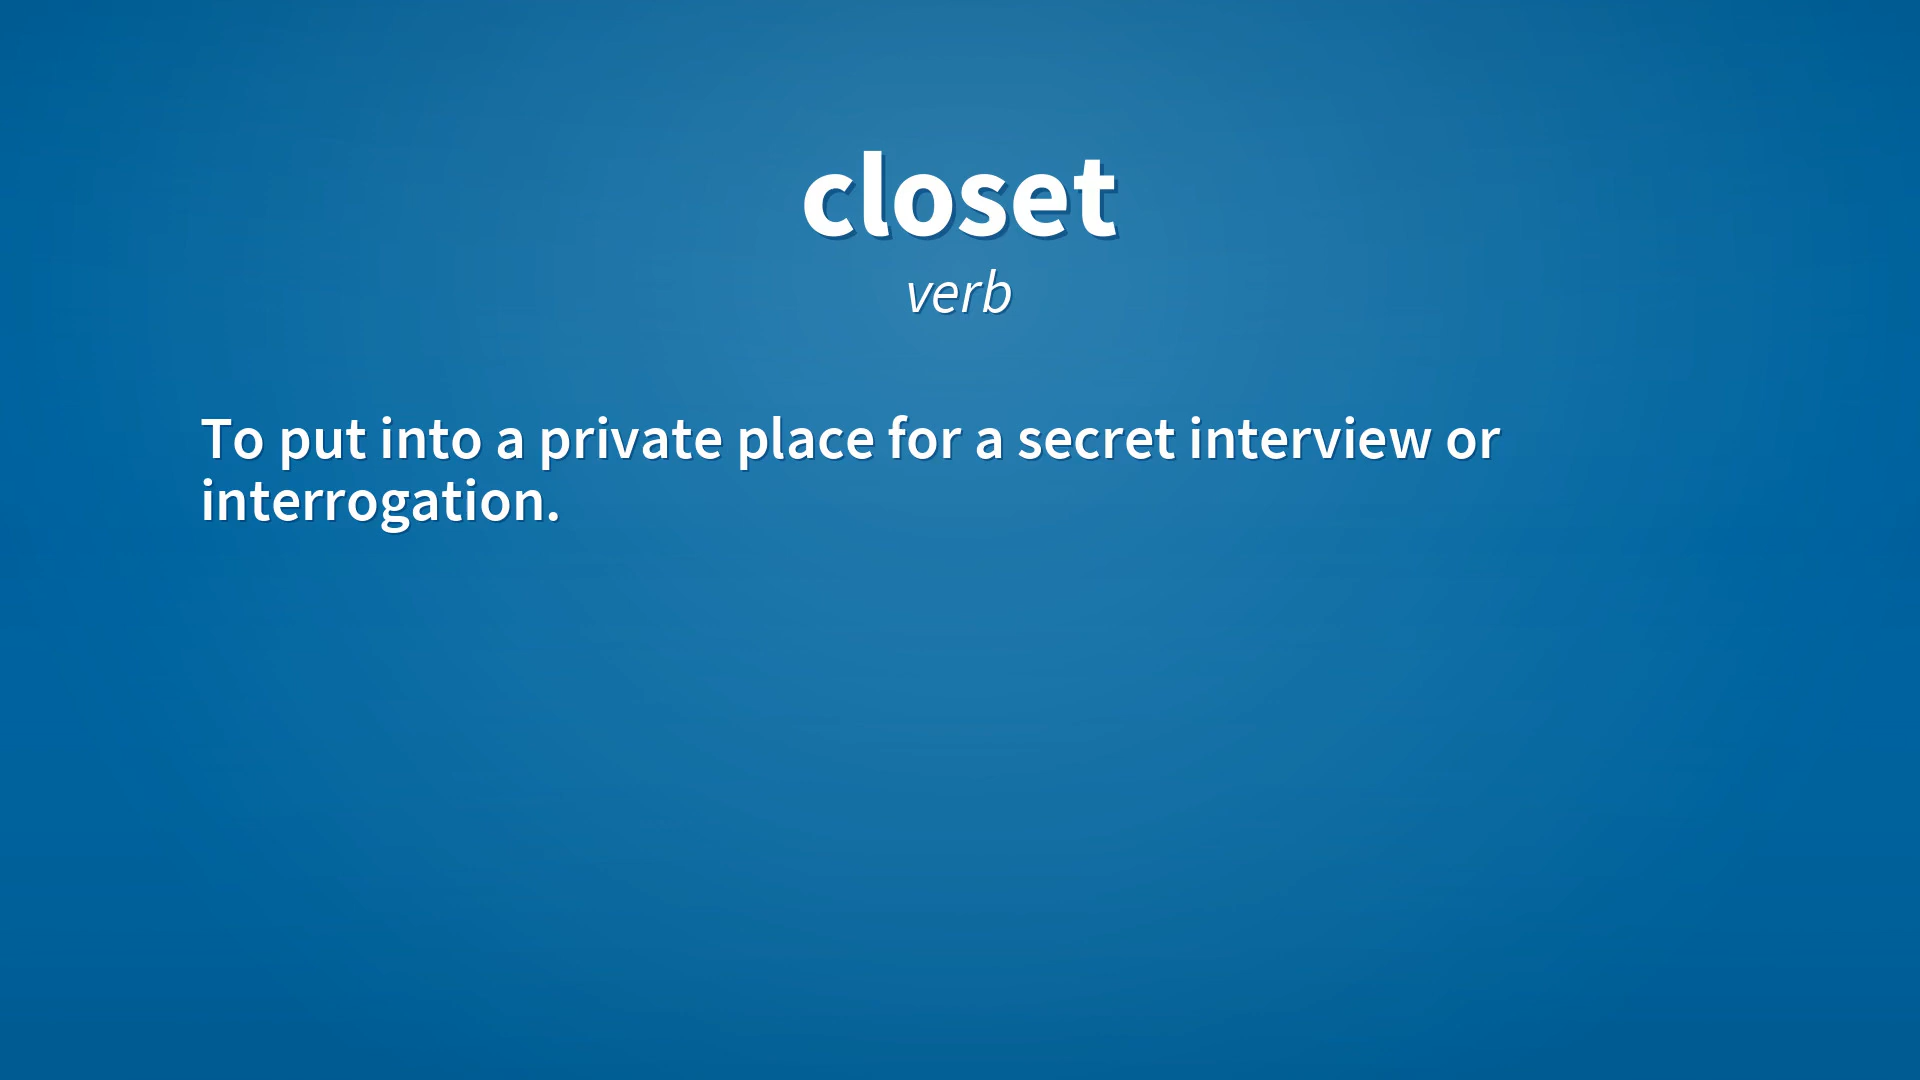 closet
verb
To put into a private place for a secret interview or
interrogation.